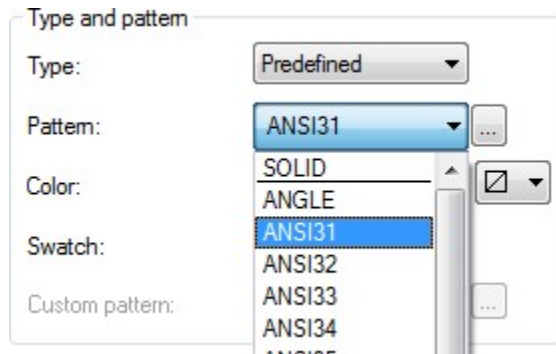 Type and pattern
Type:
Predefined
Pattern:
ANSI31
...
SOLID
Color:
ANGLE
ANSI31
Swatch:
ANSI32
Custom pattern:
ANSI33
...
ANSI34